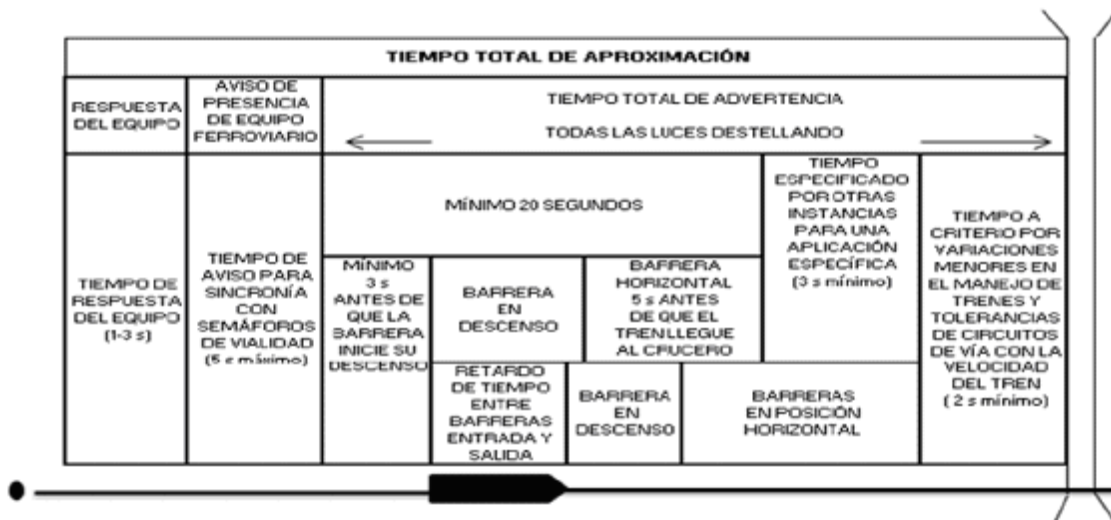 TIEMPO TOTAL DE APROXIMACIÓN
RESPUESTA
DEL EQUIPO
AVISO DE
PRESENCIA
DE EQUIPO
FERROVIARIO
TIEMPO TOTAL DE ADVERTENCIA
TODAS LAS LUCES DESTELLANDO
TIEMPO DE
RESPUESTA
DEL EQUIPO
(1-3 s)
TIEMPO DE
AVISO PARA
SINCRONÍA
CON
SEMÁFOROS
DE VIALIDAD
(5 s máximo)
MÍNIMO 20 SEGUNDOS
MÍNIMO
3 s
ANTES DE
QUE LA
BARRERA
INICIE SU
DESCENSO
BARRERA
EN
DESCENSO
BARRERA
HORIZONTAL
5 s ANTES
DE QUE EL
TREN LLEGUE
AL CRUCERO
TIEMPO
ESPECIFICADO
POR OTRAS
INSTANCIAS
PARA UNA
APLICACIÓN
ESPECÍFICA
(3 s mínimo)
RETARDO
DE TIEMPO
ENTRE
BARRERAS
ENTRADA Y
SALIDA
BARRERA
EN
DESCENSO
BARRERAS
EN POSICIÓN
HORIZONTAL
TIEMPO A
CRITERIO POR
VARIACIONES
MENORES EN
EL MANEJO DE
TRENES Y
TOLERANCIAS
DE CIRCUITOS
DE VÍA CON LA
VELOCIDAD
DEL TREN
( 2 s mínimo)